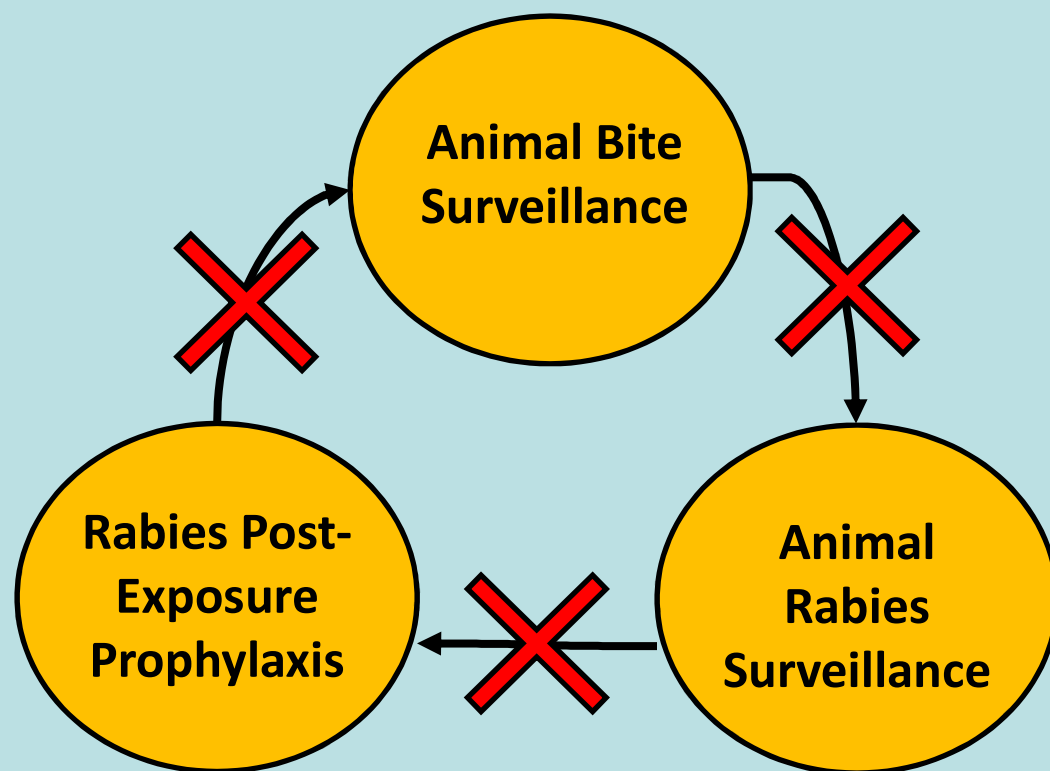 Animal Bite
Surveillance
Rabies Post-
Exposure
Prophylaxis
Animal
Rabies
Surveillance